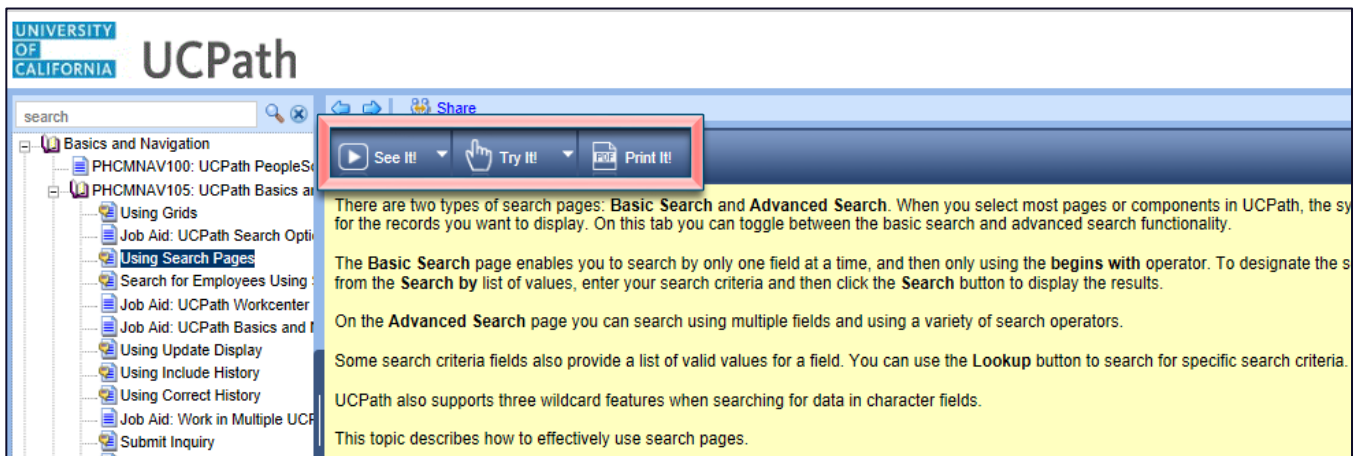 UNIVERSITY
OF
CALIFORNIA
UCPath
search
Share
Basics and Navigation
PHCMNAV100: UCPath PeopleS
PHCMNAV105: UCPath Basics a
Using Grids
Job Aid: UCPath Search Opti
Using Search Pages
Search for Employees Using
Job Aid: UCPath Workcenter
Job Aid: UCPath Basics and
Using Update Display
Using Include History
Using Correct History
Job Aid: Work in Multiple UC
Submit Inquiry
See It!
Try It!
PDF
Print It!
There are two types of search pages: Basic Search and Advanced Search. When you select most pages or components in UCPath, the sy
for the records you want to display. On this tab you can toggle between the basic search and advanced search functionality.
The Basic Search page enables you to search by only one field at a time, and then only using the begins with operator. To designate the s
from the Search by list of values, enter your search criteria and then click the Search button to display the results.
On the Advanced Search page you can search using multiple fields and using a variety of search operators.
Some search criteria fields also provide a list of valid values for a field. You can use the Lookup button to search for specific search criteria.
UCPath also supports three wildcard features when searching for data in character fields.
This topic describes how to effectively use search pages.